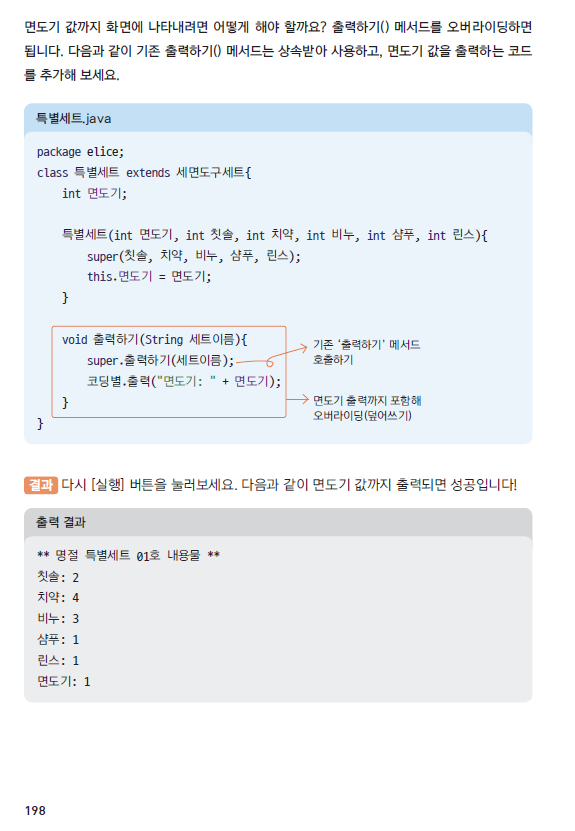 면도기 값까지 화면에 나타내려면 어떻게 해야 할까요? 출력하기() 메서드를 오버라이딩하면
됩니다. 다음과 같이 기존 출력하기() 메서드는 상속받아 사용하고, 면도기 값을 출력하는 코드
를 추가해 보세요.
특별세트.java
package elice;
class 특별세트 extends 세면도구세트{
int 면도기;
특별세트(int 면도기, int 칫솔, int 치약, int 비누, int 샴푸, int 린스){
super(칫솔, 치약, 비누, 샴푸, 린스);
this.면도기 = 면도기;
}
void 출력하기(String 세트이름){
super.출력하기(세트이름);
코딩별.출력("면도기: " + 면도기);
}
}
기존 ‘출력하기’ 메서드
호출하기
면도기 출력까지 포함해
오버라이딩(덮어쓰기)
결과 다시 [실행] 버튼을 눌러보세요. 다음과 같이 면도기 값까지 출력되면 성공입니다!
출력 결과
** 명절 특별세트 01호 내용물 **
칫솔: 2
치약: 4
비누: 3
샴푸: 1
린스: 1
면도기: 1
198